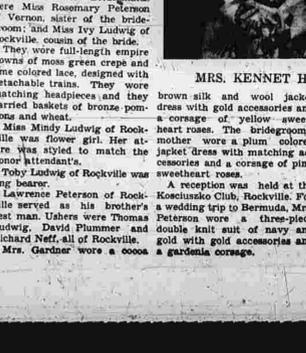 ere Miss Rosemary Peterson
Vernon, sister of the bride-
oom; and Miss Ivy Ludwig of
ockville, cousin of the bride.
They wore full-length empire
owns of moss green crepe and
me colored lace, designed with
etachable trains. They wore
atching headpieces and they
arried baskets of bronze pom-
ons and wheat.
Miss Mindy Ludwig of Rock-
ille was flower girl. Her at-
re was styled to match the
onor attendant's.
Toby Ludwig of Rockville was
ng bearer.
Lawrence Peterson of Rock-
lle served as his brother's
est man. Ushers were Thomas
udwig, David Plummer and
ichard Neff, all of Rockville.
Mrs. Gardner wore a cocoa
MRS. KENNET H
brown silk and wool jack-
dress with gold accessories an
a corsage of yellow swee
heart roses. The bridegroom
mother wore a plum colore
jacket dress with matching a
cessories and a corsage of pin
sweetheart roses.
A reception was held at th
Kosciuszko Club, Rockville. F
a wedding trip to Bermuda, Mr
Peterson wore a three-piec
double knit suit of navy an
gold with gold accessories an
a gardenia corsage.